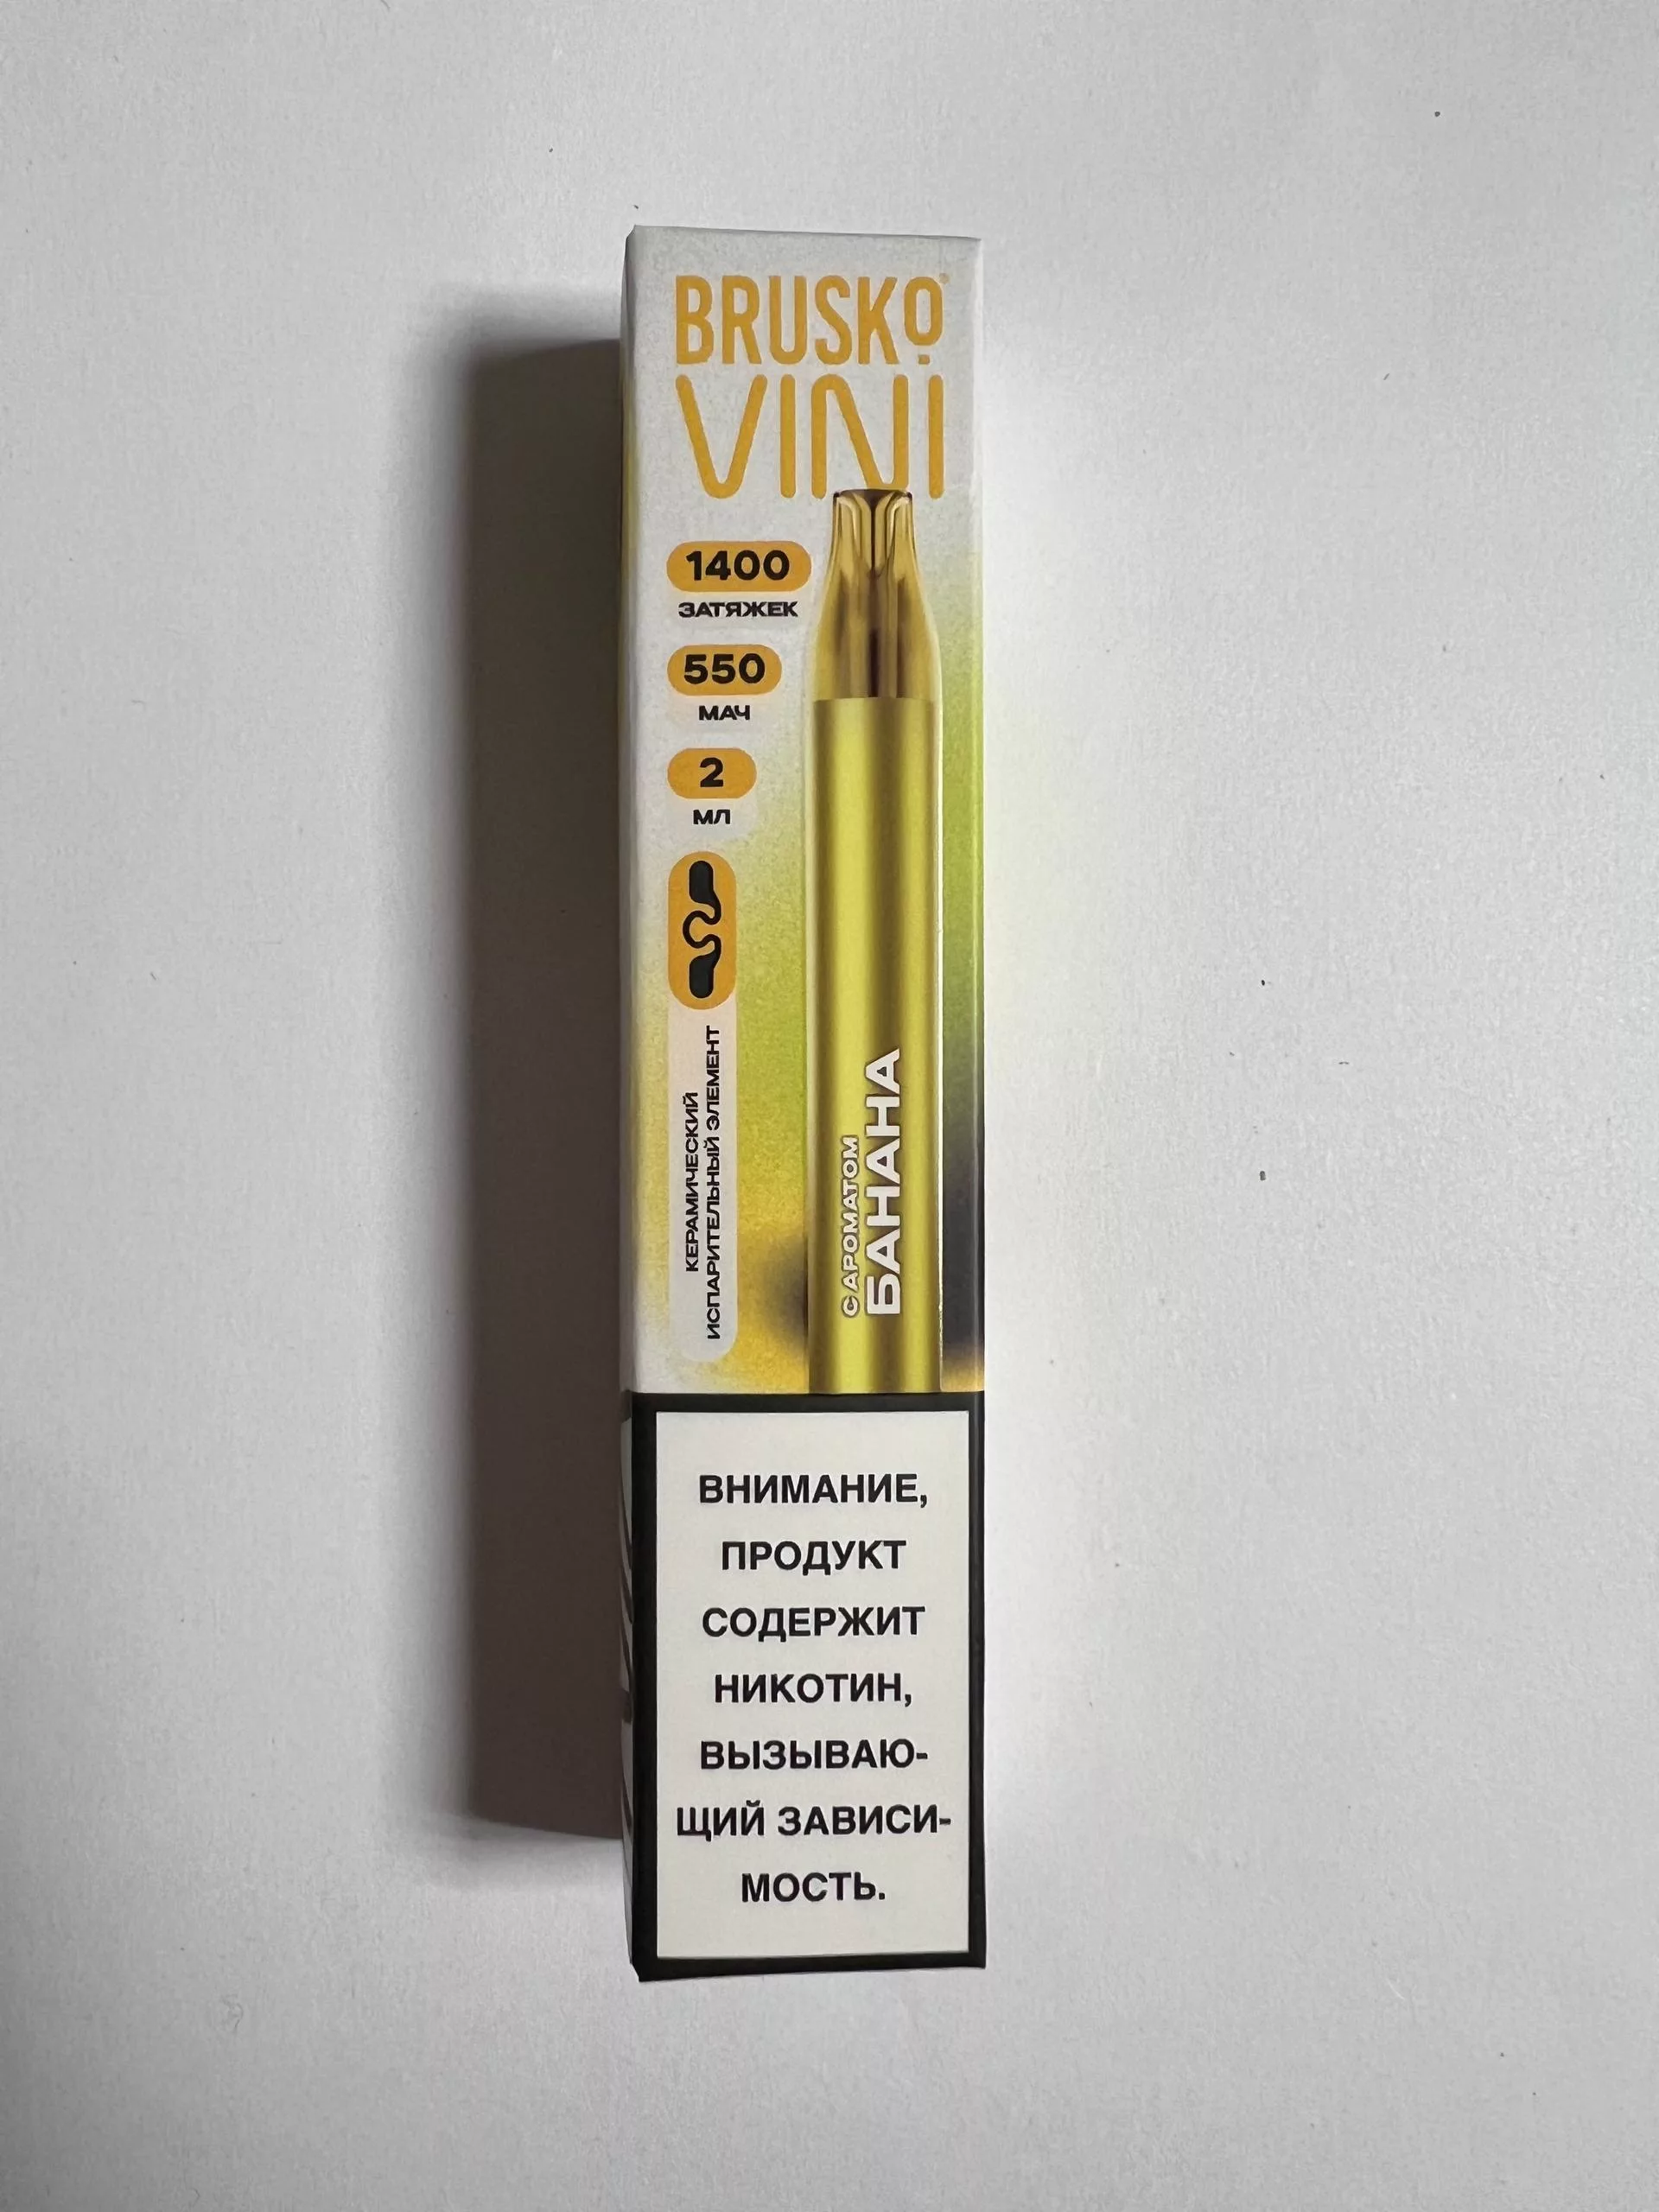 BRUSKO
VINI
1400
ЗАТЯЖЕК
550
МАЧ
2
МЛ
КЕРАМИЧЕСКИЙ
ИСПАРИТЕЛЬНЫЙ ЭЛЕМЕНТ
С АРОМАТОМ
БАНАНА
ВНИМАНИЕ,
ПРОДУКТ
СОДЕРЖИТ
НИКОТИН,
ВЫЗЫВАЮ-
ЩИЙ ЗАВИСИ-
МОСТЬ.